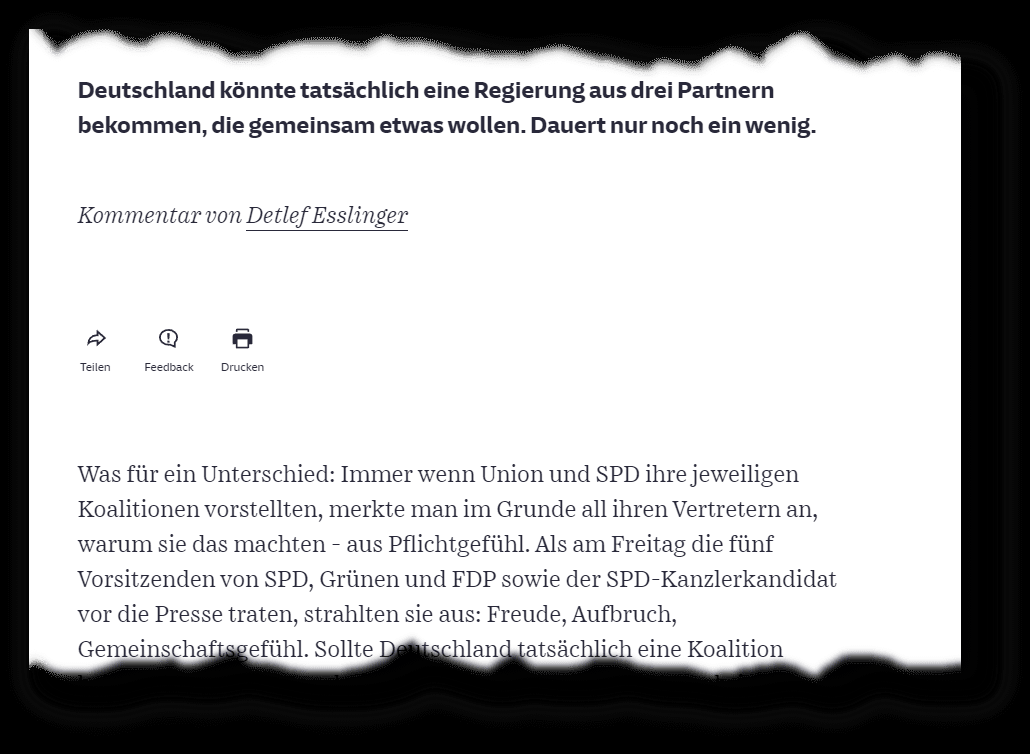 Deutschland könnte tatsächlich eine Regierung aus drei Partnern
bekommen, die gemeinsam etwas wollen. Dauert nur noch ein wenig.
Kommentar von Detlef Esslinger
Teilen Feedback Drucken
Was für ein Unterschied: Immer wenn Union und SPD ihre jeweiligen
Koalitionen vorstellten, merkte man im Grunde all ihren Vertretern an,
warum sie das machten - aus Pflichtgefühl. Als am Freitag die fünf
Vorsitzenden von SPD, Grünen und FDP sowie der SPD-Kanzlerkandidat
vor die Presse traten, strahlten sie aus: Freude, Aufbruch,
Gemeinschaftsgefühl. Sollte Deutschland tatsächlich eine Koalition